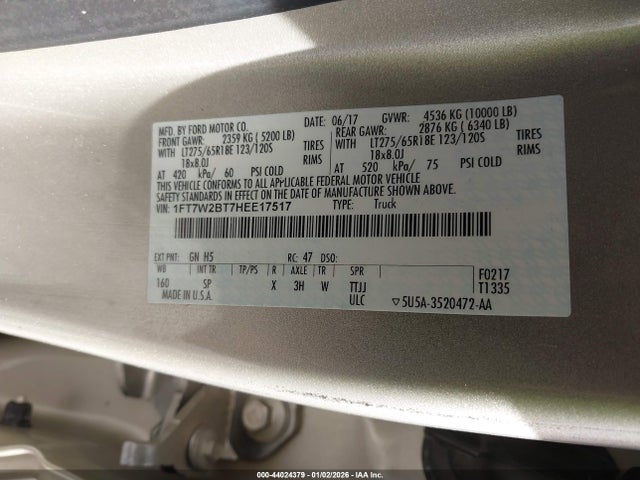 MFD. BY FORD MOTOR CO. DATE: 06/17 GVWR: 4536 KG (10000 LB)
FRONT GAWR: 2359 KG (5200 LB) REAR GAWR: 2876 KG (6340 LB)
WITH LT275/65R18E 123/120S TIRES WITH LT275/65R18E 123/120S TIRES
18x8.0J RIMS 18x8.0J RIMS
AT 420 kPa/ 60 PSI COLD AT 520 kPa/ 75 PSI COLD
THIS VEHICLE CONFORMS TO ALL APPLICABLE FEDERAL MOTOR VEHICLE
SAFETY STANDARDS IN EFFECT ON THE DATE OF MANUFACTURE SHOWN ABOVE.
VIN: 1FT7W2BT7HEE17517 TYPE: Truck
EXT PNT: GN H5 RC: 47 DSO:
WB INT TR TP/PS R AXLE TR SPR F0217
160 SP X 3H W TTJJ T1335
MADE IN U.S.A. ULC ▽5U5A-3520472-AA
000-44024379 - 01/02/2026 - IAA Inc.